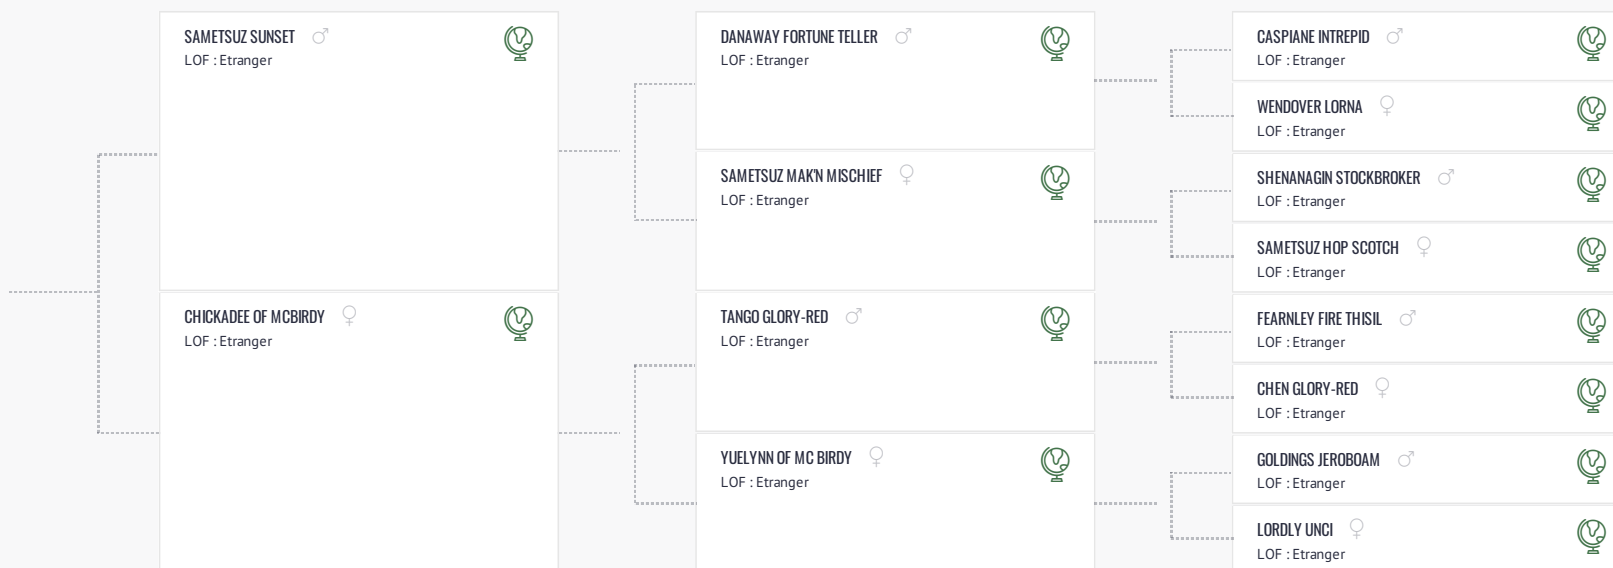 SAMETSUZ SUNSET
LOF : Etranger
CHICKADEE OF MCBIRDY
LOF : Etranger
DANAWAY FORTUNE TELLER
LOF : Etranger
SAMETSUZ MAK'N MISCHIEF
LOF : Etranger
TANGO GLORY-RED
LOF : Etranger
YUELYNN OF MC BIRDY
LOF : Etranger
CASPIANE INTREPID
LOF : Etranger
WENDOVER LORNA
LOF : Etranger
SHENANAGIN STOCKBROKER
LOF : Etranger
SAMETSUZ HOP SCOTCH
LOF : Etranger
FEARNLEY FIRE THISIL
LOF : Etranger
CHEN GLORY-RED
LOF : Etranger
GOLDINGS JEROBOAM
LOF : Etranger
LORDLY UNCI
LOF : Etranger